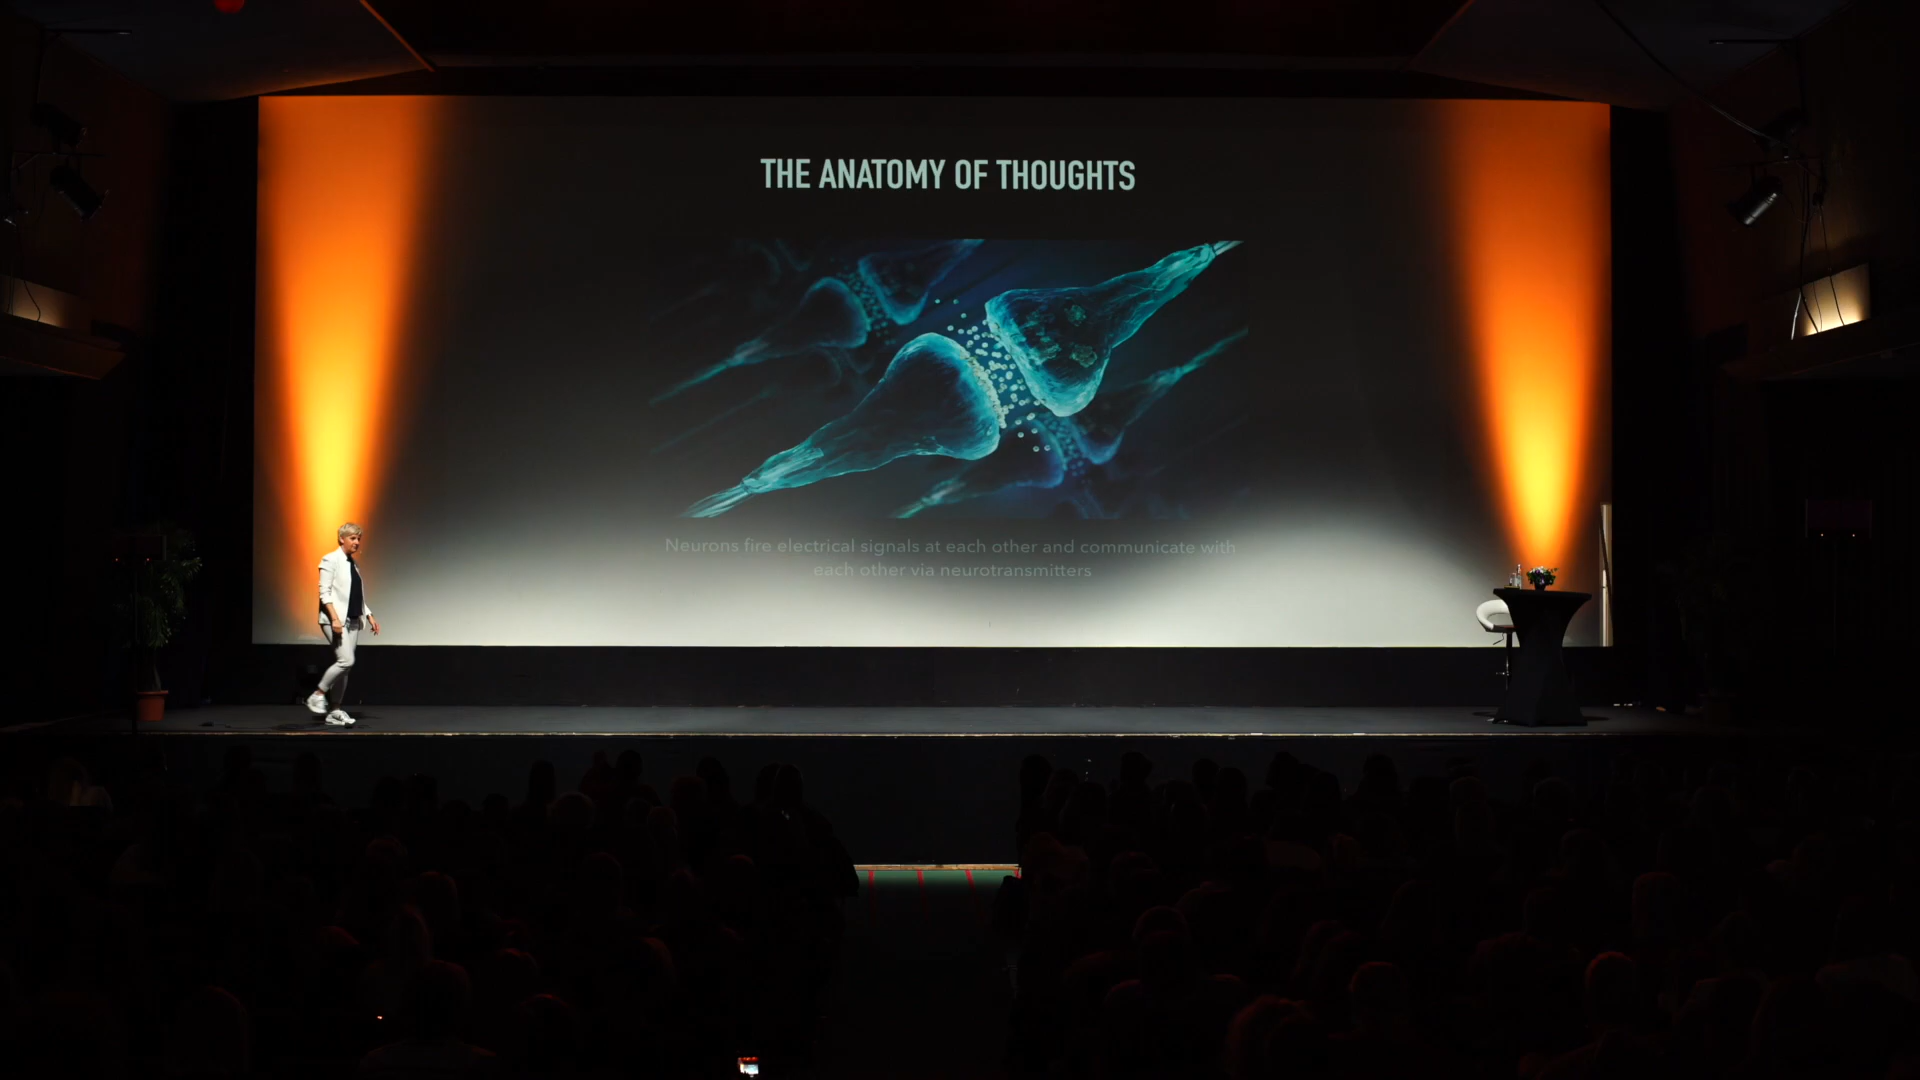 THE ANATOMY OF THOUGHTS
Neurons fire electrical signals at each other and communicate with
each other via neurotransmitters